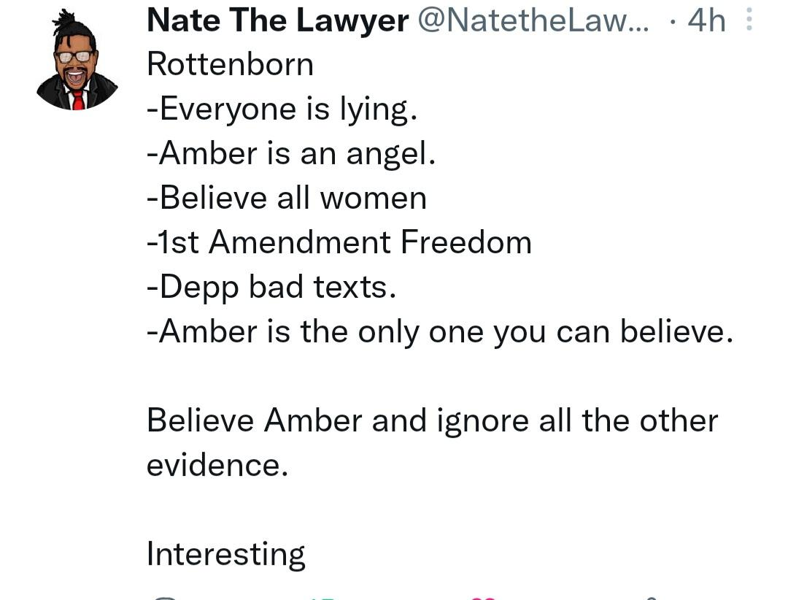 Nate The Lawyer @NatetheLaw... · 4h
Rottenborn
-Everyone is lying.
-Amber is an angel.
-Believe all women
-1st Amendment Freedom
-Depp bad texts.
-Amber is the only one you can believe.
Believe Amber and ignore all the other
evidence.
Interesting